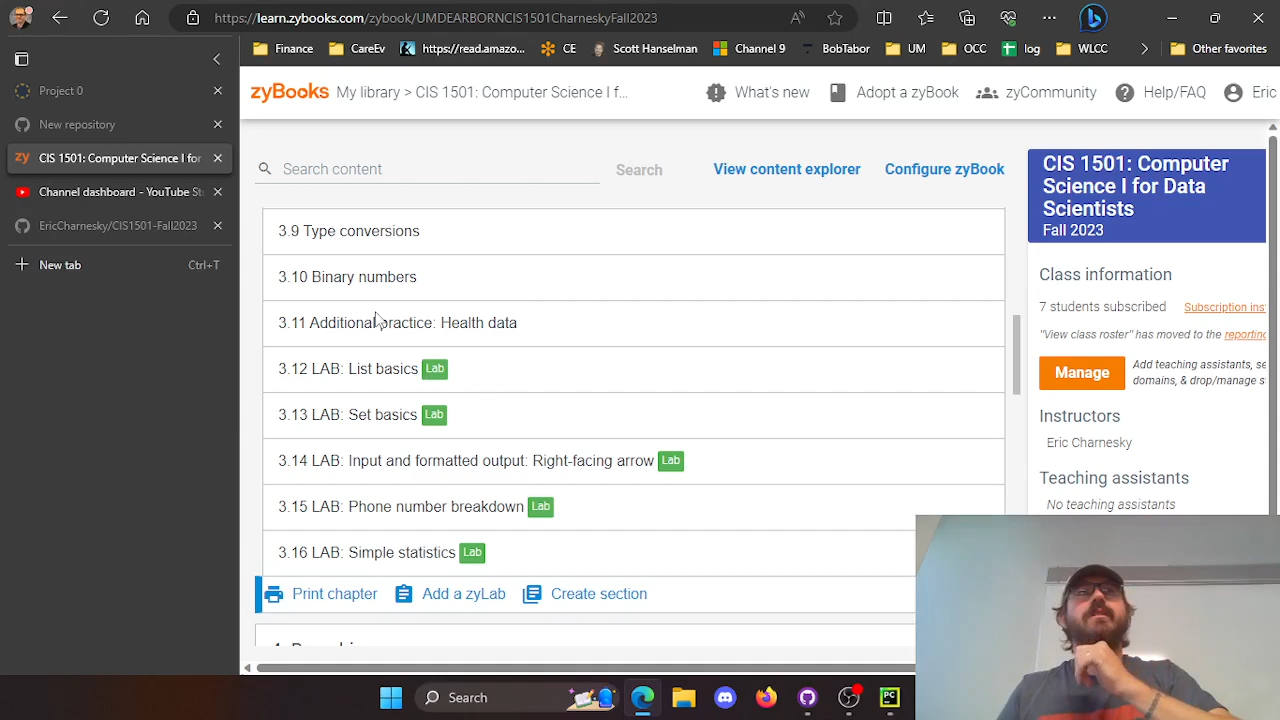 https://learn.zybooks.com/zybook/UMDEARBORNCIS1501CharneskyFall2023
Finance
CareEv
https://read.amazo...
CE
Scott Hanselman
Channel 9
BobTabor
UM
OCC
log
WLCC
Other favorites
Project 0
New repository
zy CIS 1501: Computer Science I for
Channel dashboard - YouTube St
EricChernesky/CIS1501-Fall2023
New tab
Ctrl+T
zyBooks
My library > CIS 1501: Computer Science I f...
What's new
Adopt a zyBook
zyCommunity
Help/FAQ
Eric
Search content
Search
View content explorer
Configure zyBook
3.9 Type conversions
3.10 Binary numbers
3.11 Additional practice: Health data
3.12 LAB: List basics Lab
3.13 LAB: Set basics Lab
3.14 LAB: Input and formatted output: Right-facing arrow Lab
3.15 LAB: Phone number breakdown Lab
3.16 LAB: Simple statistics Lab
Print chapter
Add a zyLab
Create section
CIS 1501: Computer
Science I for Data
Scientists
Fall 2023
Class information
7 students subscribed
Subscription ins
"View class roster" has moved to the reporting
Manage
Add teaching assistants, se
domains, & drop/manage s
Instructors
Eric Charnesky
Teaching assistants
No teaching assistants
Search